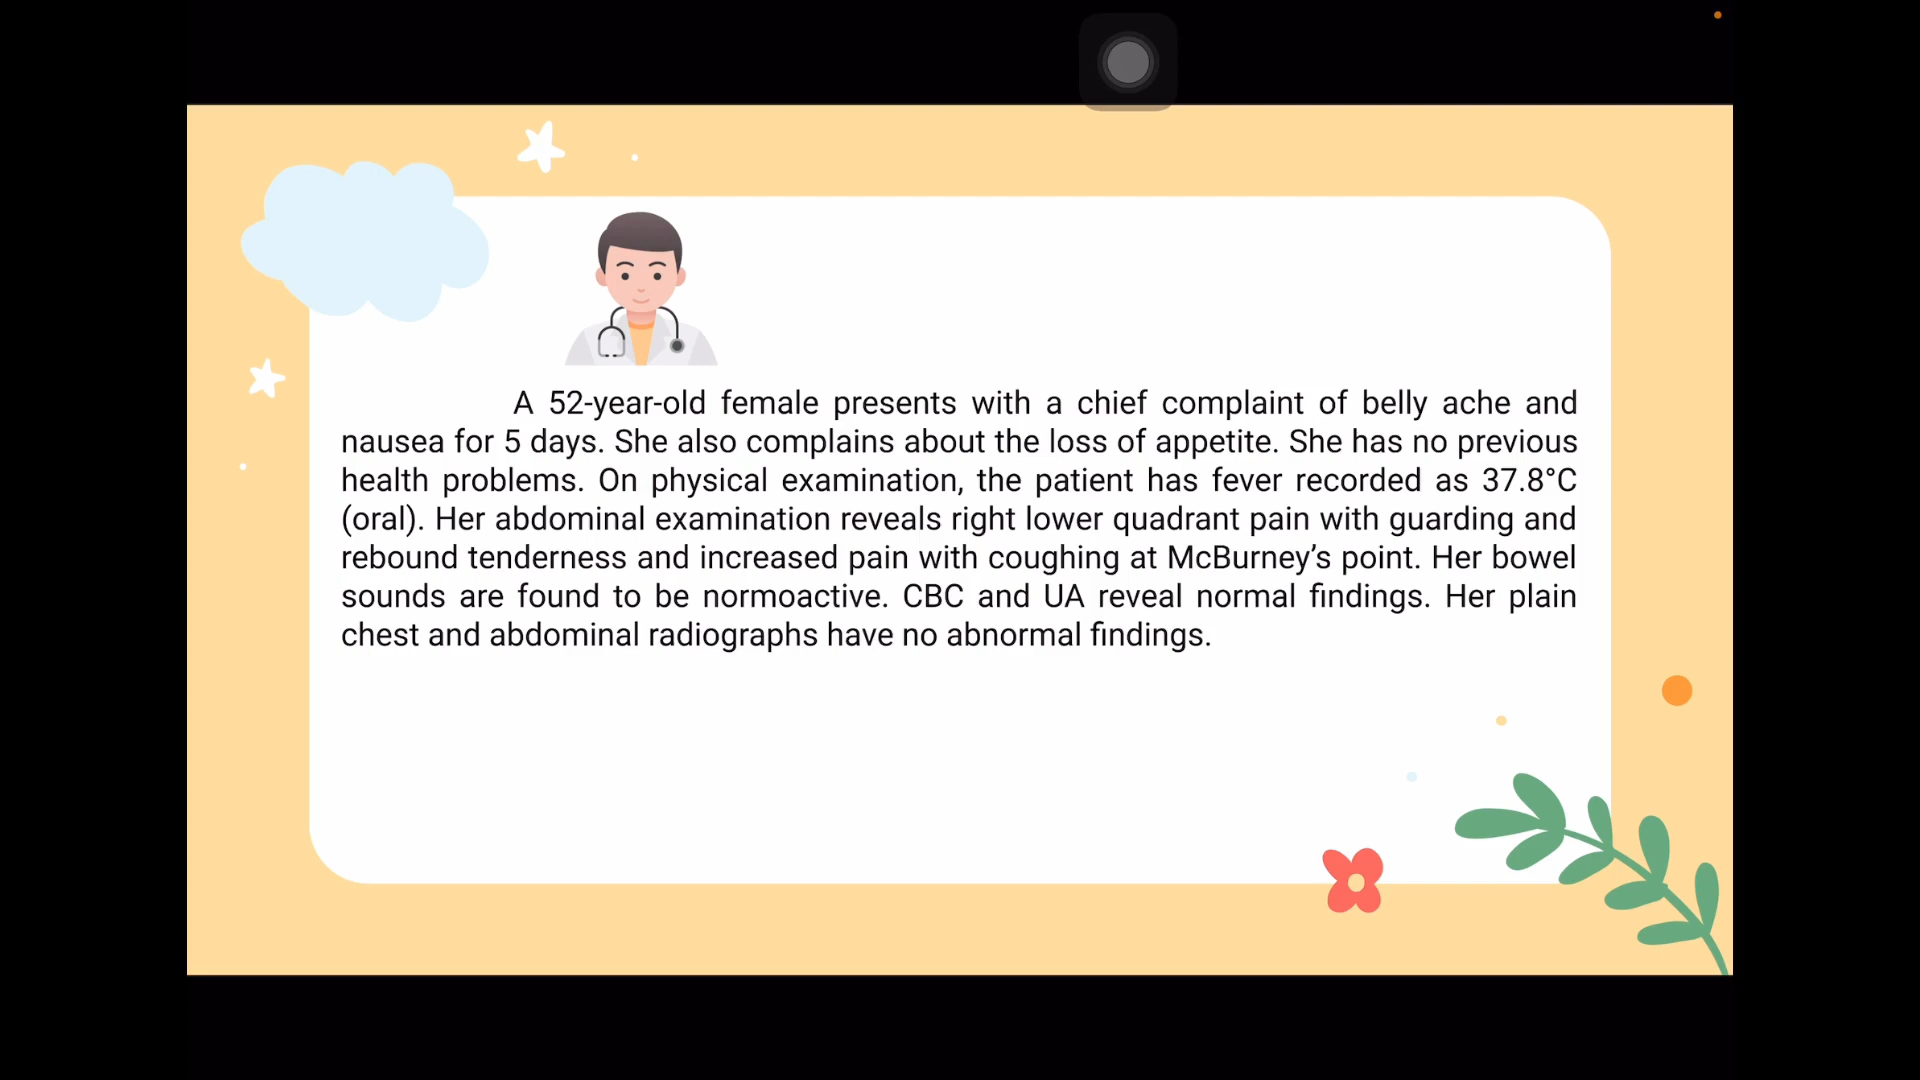 A 52-year-old female presents with a chief complaint of belly ache and
nausea for 5 days. She also complains about the loss of appetite. She has no previous
health problems. On physical examination, the patient has fever recorded as 37.8°C
(oral). Her abdominal examination reveals right lower quadrant pain with guarding and
rebound tenderness and increased pain with coughing at McBurney’s point. Her bowel
sounds are found to be normoactive. CBC and UA reveal normal findings. Her plain
chest and abdominal radiographs have no abnormal findings.